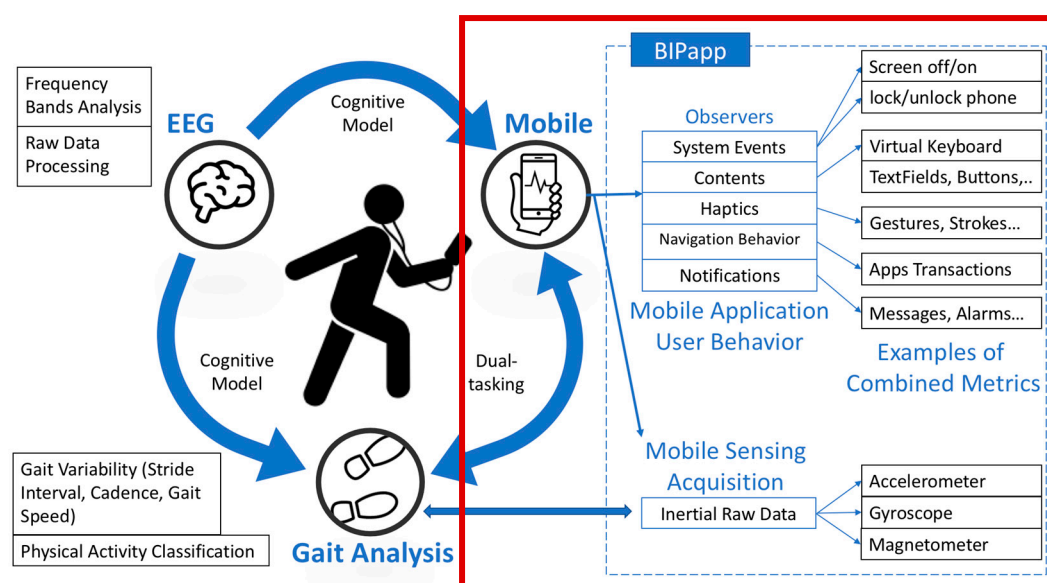 Frequency
Bands Analysis
Raw Data
Processing
EEG
Cognitive
Model
Mobile
Cognitive
Model
Dual-
tasking
Gait Variability (Stride
Interval, Cadence, Gait
Speed)
Physical Activity Classification
Gait Analysis
BIPapp
Observers
System Events
Contents
Haptics
Navigation Behavior
Notifications
Mobile Application
User Behavior
Screen off/on
lock/unlock phone
Virtual Keyboard
TextFields, Buttons,..
Gestures, Strokes...
Apps Transactions
Messages, Alarms...
Examples of
Combined Metrics
Mobile Sensing
Acquisition
Inertial Raw Data
Accelerometer
Gyroscope
Magnetometer